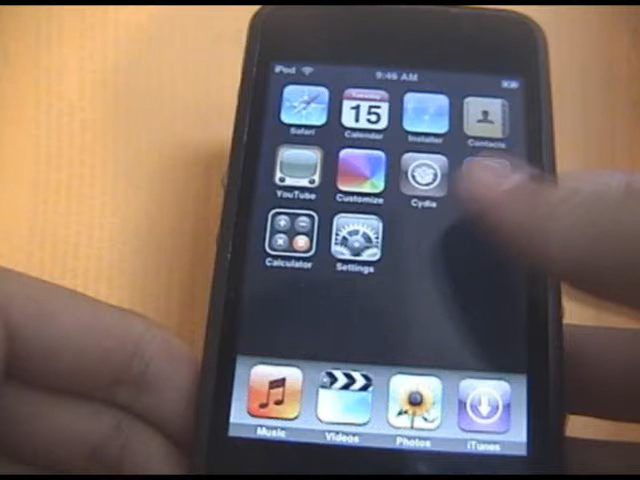 iPod 9:46 AM
Tuesday
15
Safari Calendar Installer Contacts
YouTube Customize Cydia
Calculator Settings
Music Videos Photos iTunes